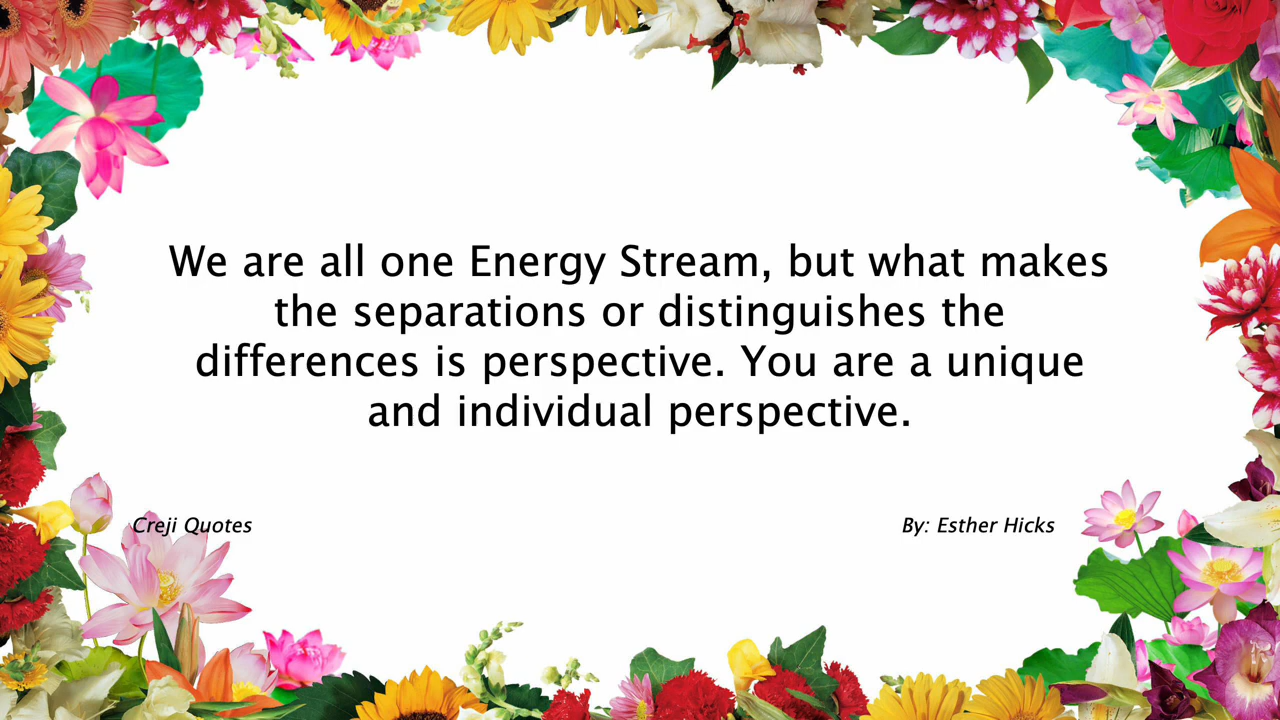 We are all one Energy Stream, but what makes
the separations or distinguishes the
differences is perspective. You are a unique
and individual perspective.
Creji Quotes
By: Esther Hicks